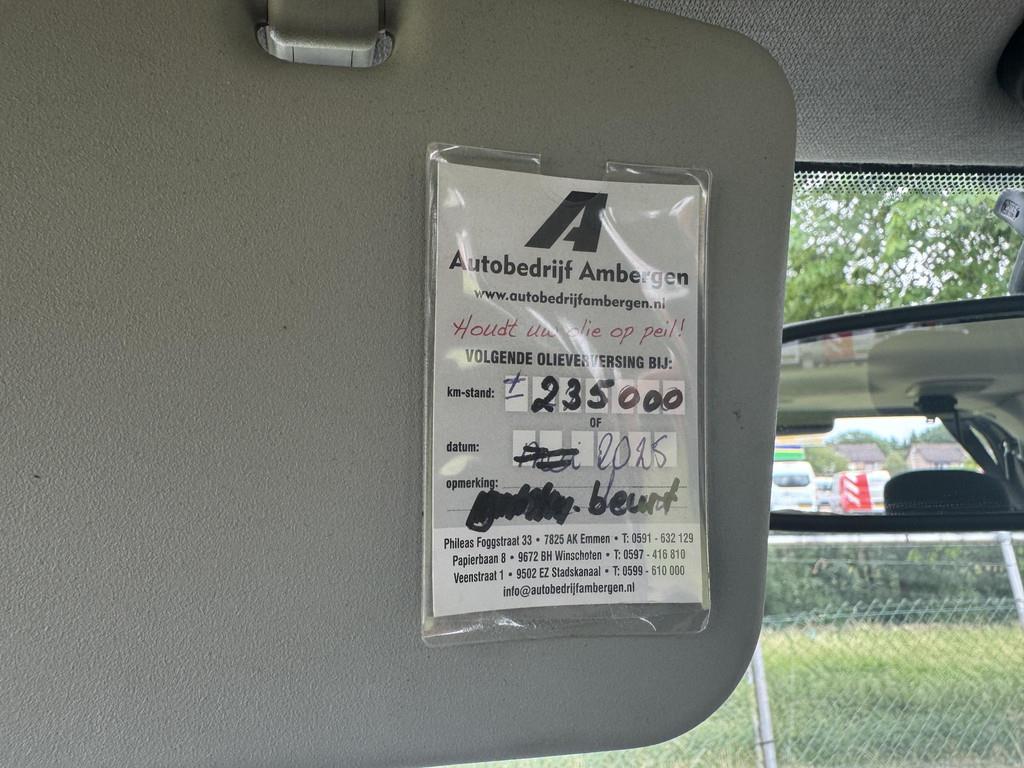 A
Autobedrijf Ambergen
www.autobedrijfambergen.nl
Houdt uw olie op peil!
VOLGENDE OLIEVERVERSING BIJ:
km-stand: ± 235000
OF
datum: 2025
opmerking:
beurt
Phileas Foggstraat 33 • 7825 AK Emmen • T: 0591 - 632 129
Papierbaan 8 • 9672 BH Winschoten • T: 0597 - 416 810
Veenstraat 1 • 9502 EZ Stadskanaal • T: 0599 - 610 000
info@autobedrijfambergen.nl